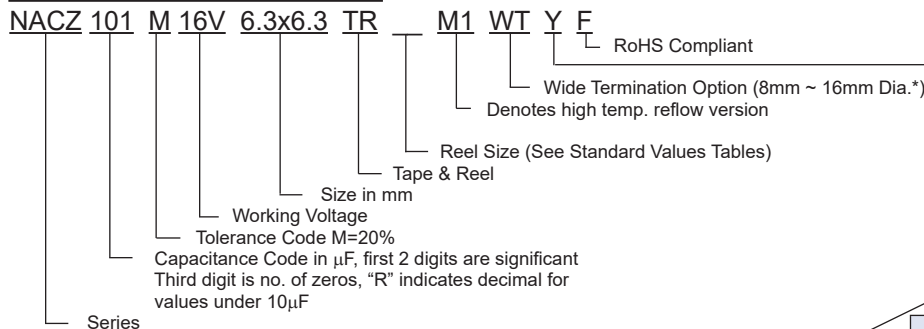 NACZ 101 M 16V 6.3x6.3 TR __ M1 WT Y F
RoHS Compliant
Wide Termination Option (8mm ~ 16mm Dia.*)
Denotes high temp. reflow version
Reel Size (See Standard Values Tables)
Tape & Reel
Size in mm
Working Voltage
Tolerance Code M=20%
Capacitance Code in μF, first 2 digits are significant
Third digit is no. of zeros, “R” indicates decimal for
values under 10μF
Series